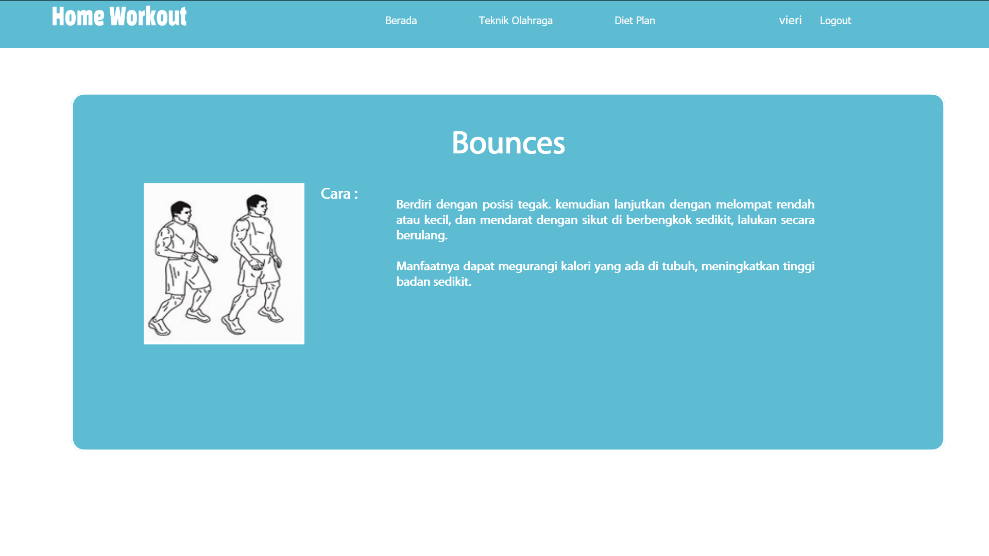 Home Workout
Berada Teknik Olahraga Diet Plan vieri Logout
Bounces
Cara :
Berdiri dengan posisi tegak. kemudian lanjutkan dengan melompat rendah
atau kecil, dan mendarat dengan sikut di berbengkok sedikit, lalukan secara
berulang.
Manfaatnya dapat megurangi kalori yang ada di tubuh, meningkatkan tinggi
badan sedikit.